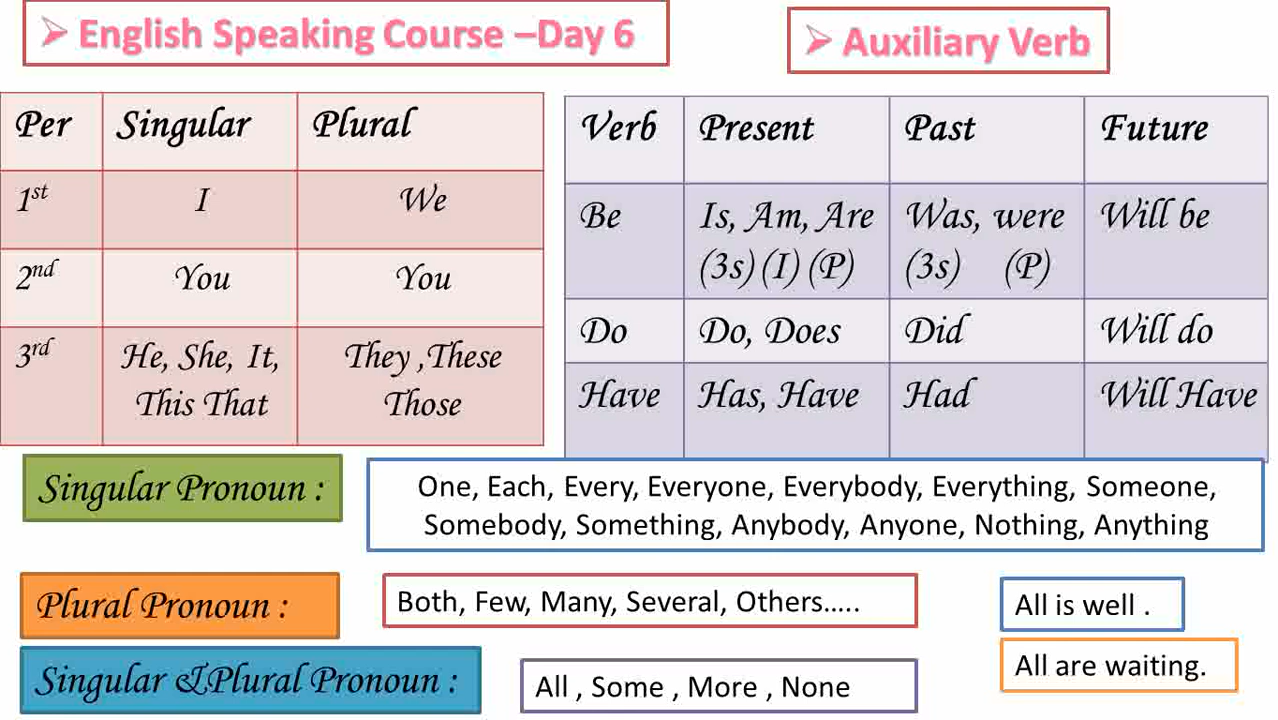 ➢ English Speaking Course –Day 6
➢ Auxiliary Verb
Per Singular Plural
1st I We
2nd You You
3rd He, She, It, They ,These
This That Those
Verb Present Past Future
Be Is, Am, Are Was, were Will be
(3s) (I) (P) (3s) (P)
Do Do, Does Did Will do
Have Has, Have Had Will Have
Singular Pronoun :
One, Each, Every, Everyone, Everybody, Everything, Someone,
Somebody, Something, Anybody, Anyone, Nothing, Anything
Plural Pronoun :
Both, Few, Many, Several, Others…..
All is well .
Singular &Plural Pronoun :
All , Some , More , None
All are waiting.